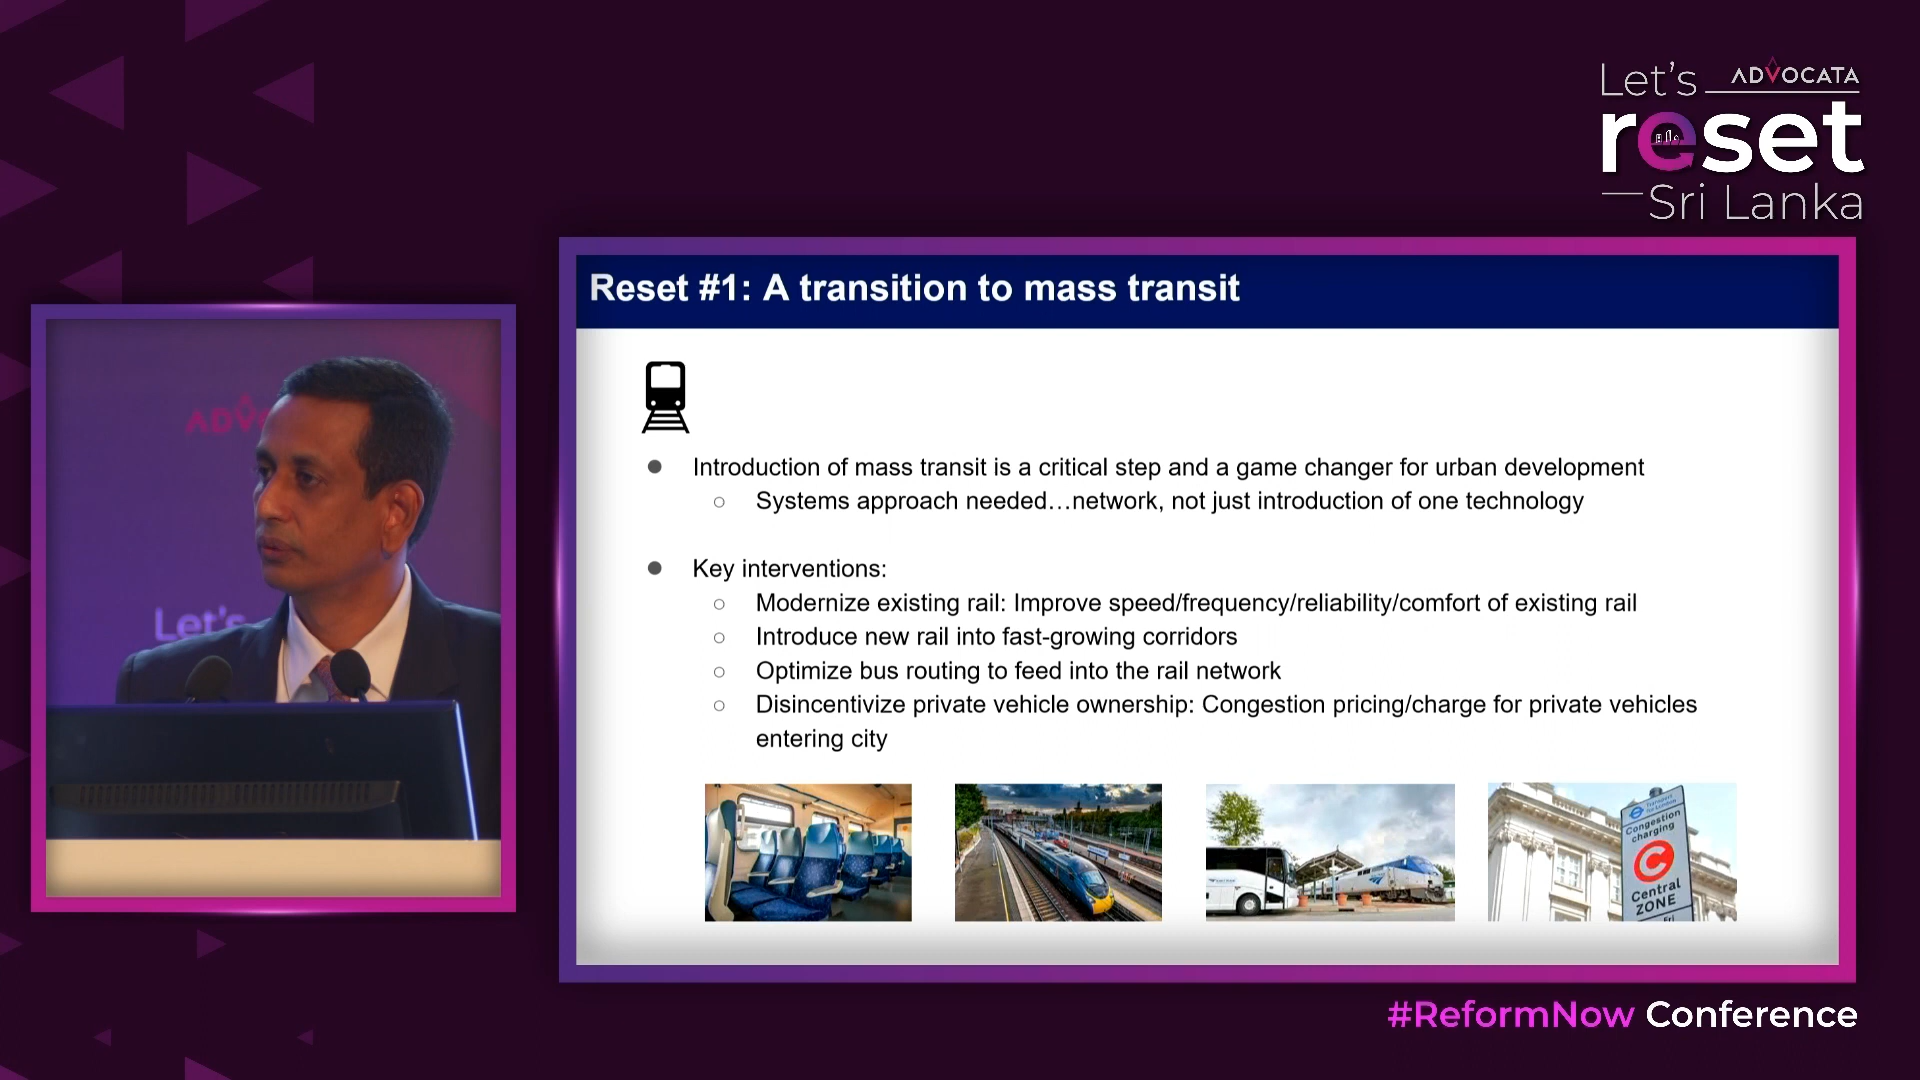 Let's
ADVOCATA
reset
Sri Lanka
Reset #1: A transition to mass transit
● Introduction of mass transit is a critical step and a game changer for urban development
○ Systems approach needed…network, not just introduction of one technology
● Key interventions:
○ Modernize existing rail: Improve speed/frequency/reliability/comfort of existing rail
○ Introduce new rail into fast-growing corridors
○ Optimize bus routing to feed into the rail network
○ Disincentivize private vehicle ownership: Congestion pricing/charge for private vehicles
entering city
Let's
Congestion
charging
C
Central
ZONE
#ReformNow Conference